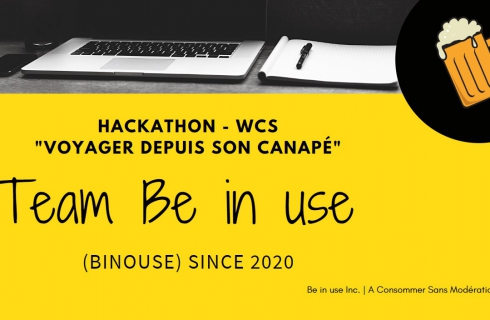 HACKATHON - WCS
"VOYAGER DEPUIS SON CANAPÉ"
Team Be in use
(BINOUSE) SINCE 2020
Be in use Inc. | A Consommer Sans Modératio